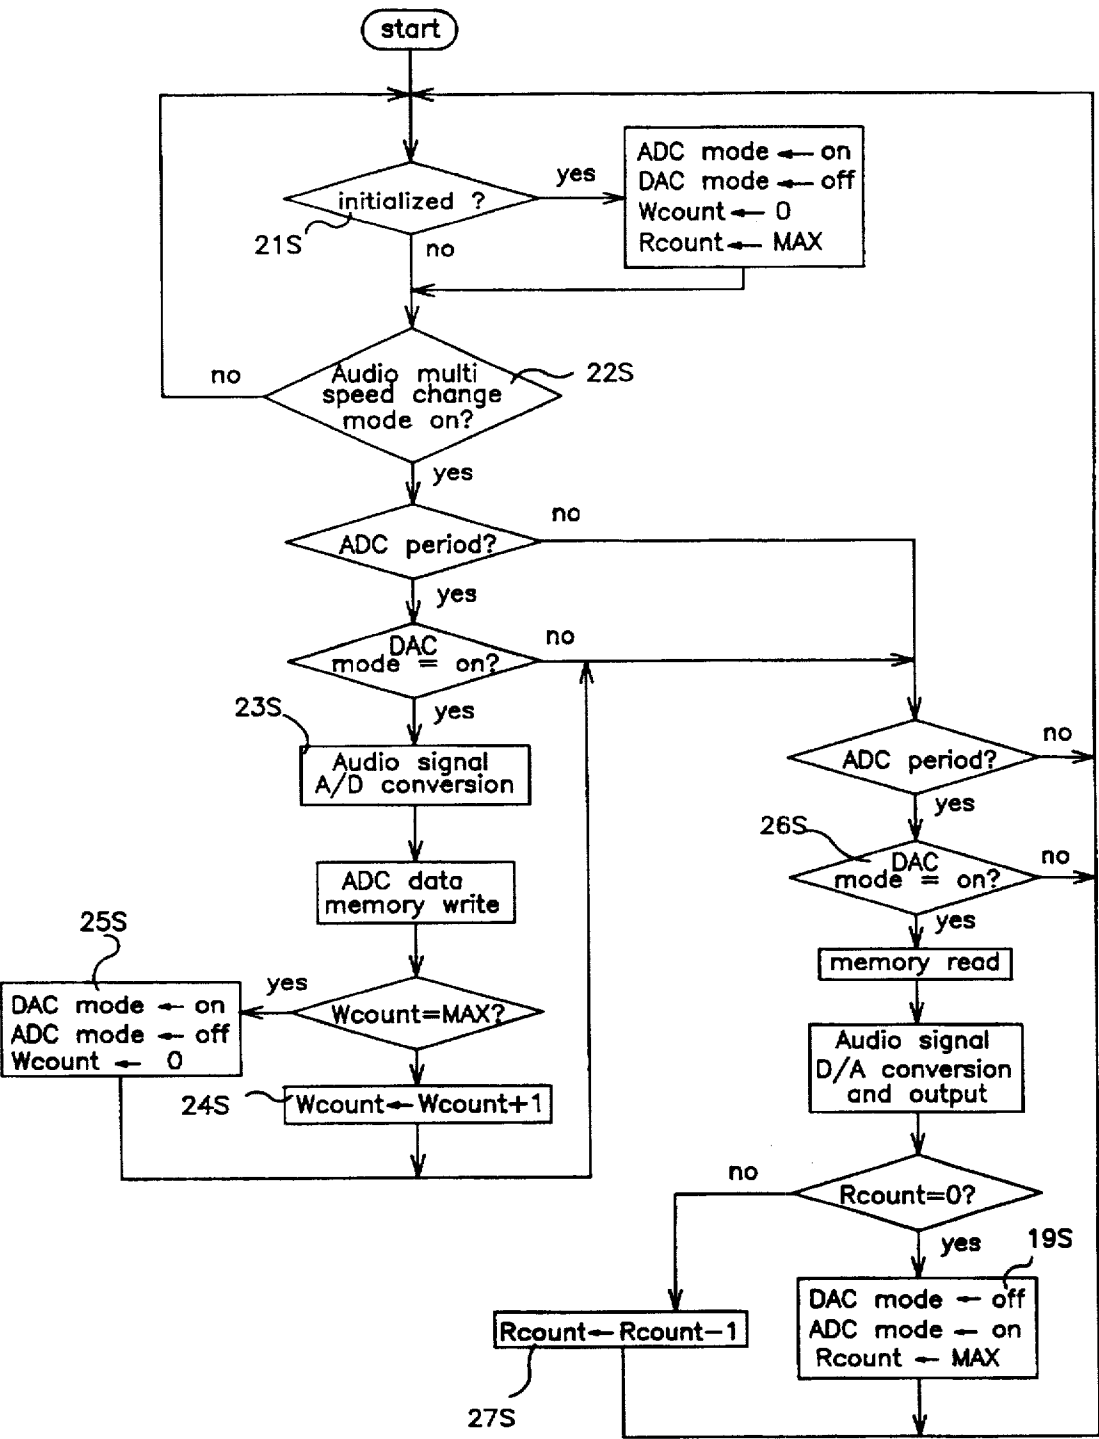 start
initialized ?
yes
21S
no
ADC mode ← on
DAC mode ← off
Wcount ← 0
Rcount ← MAX
Audio multi
speed change
mode on?
22S
no
yes
ADC period?
no
yes
DAC
mode = on?
no
yes
23S
Audio signal
A/D conversion
ADC data
memory write
25S
yes
Wcount=MAX?
DAC mode ← on
ADC mode ← off
Wcount ← 0
24S
Wcount← Wcount+1
ADC period?
no
yes
26S
DAC
mode = on?
no
yes
memory read
Audio signal
D/A conversion
and output
no
Rcount=0?
yes
19S
DAC mode ← off
ADC mode ← on
Rcount ← MAX
Rcount← Rcount−1
27S